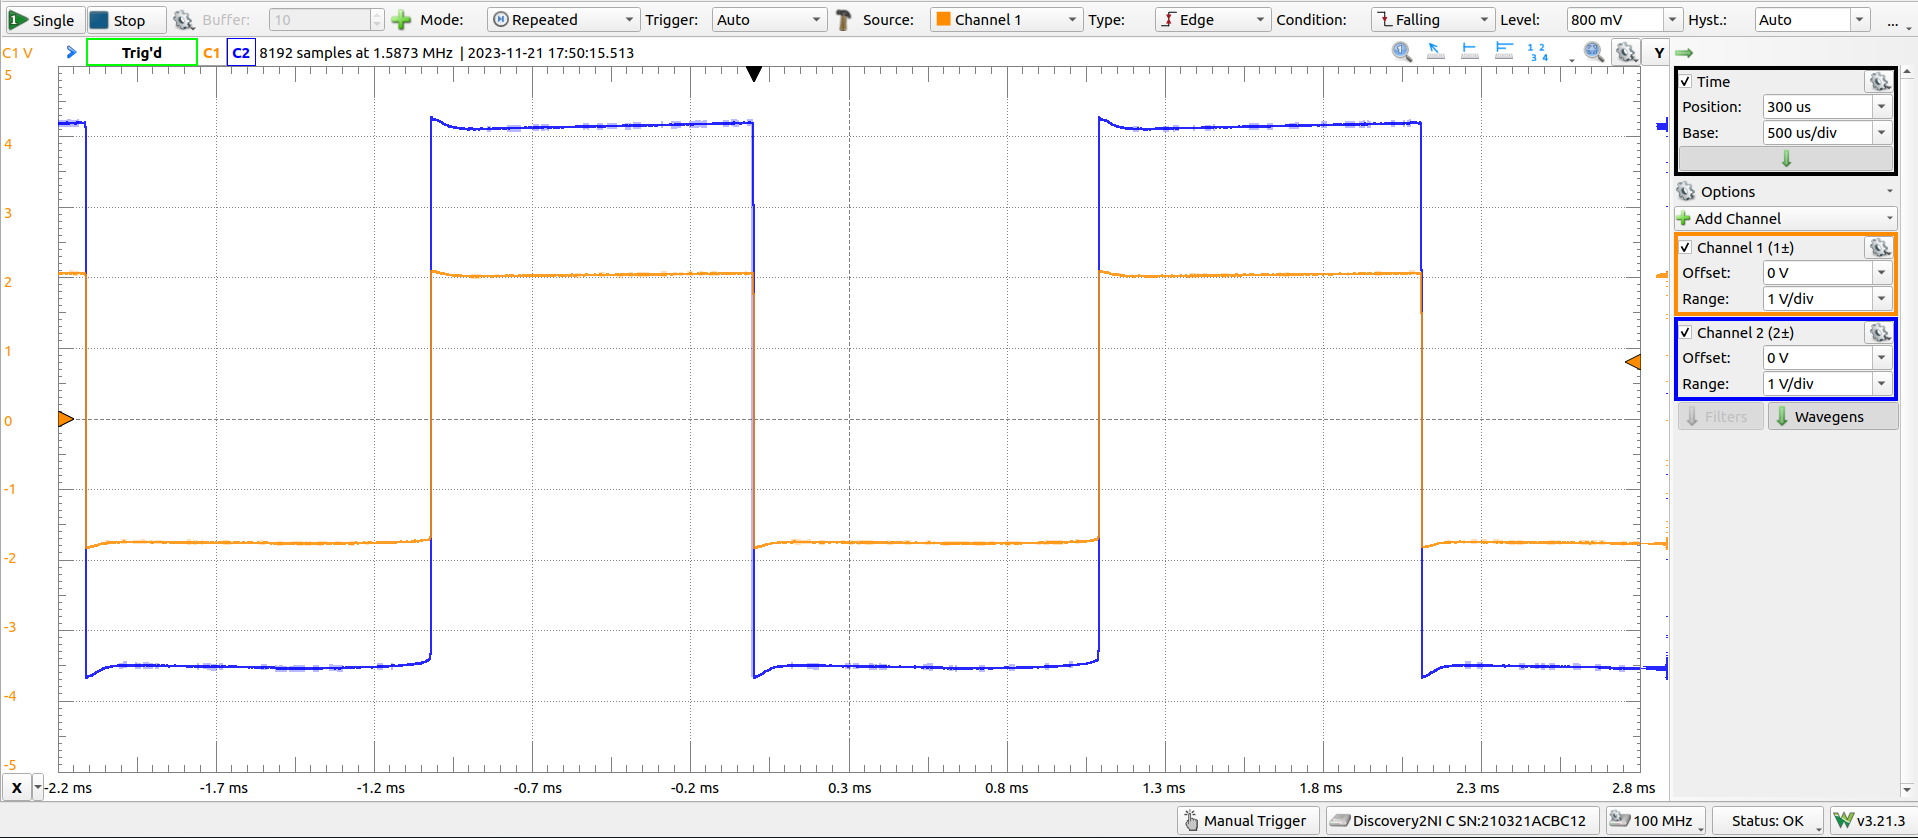 Single Stop Buffer: 10 Mode: Repeated Trigger: Auto Source: Channel 1 Type: Edge Condition: Falling Level: 800 mV Hyst.: Auto ...
C1 V Trig'd C1 C2 8192 samples at 1.5873 MHz | 2023-11-21 17:50:15.513 Y
5
4
3
2
1
0
-1
-2
-3
-4
-5
X -2.2 ms -1.7 ms -1.2 ms -0.7 ms -0.2 ms 0.3 ms 0.8 ms 1.3 ms 1.8 ms 2.3 ms 2.8 ms
Time
Position: 300 us
Base: 500 us/div
Options
Add Channel
Channel 1 (1±)
Offset: 0 V
Range: 1 V/div
Channel 2 (2±)
Offset: 0 V
Range: 1 V/div
Filters Wavegens
Manual Trigger Discovery2NI C SN:210321ACBC12 100 MHz Status: OK v3.21.3